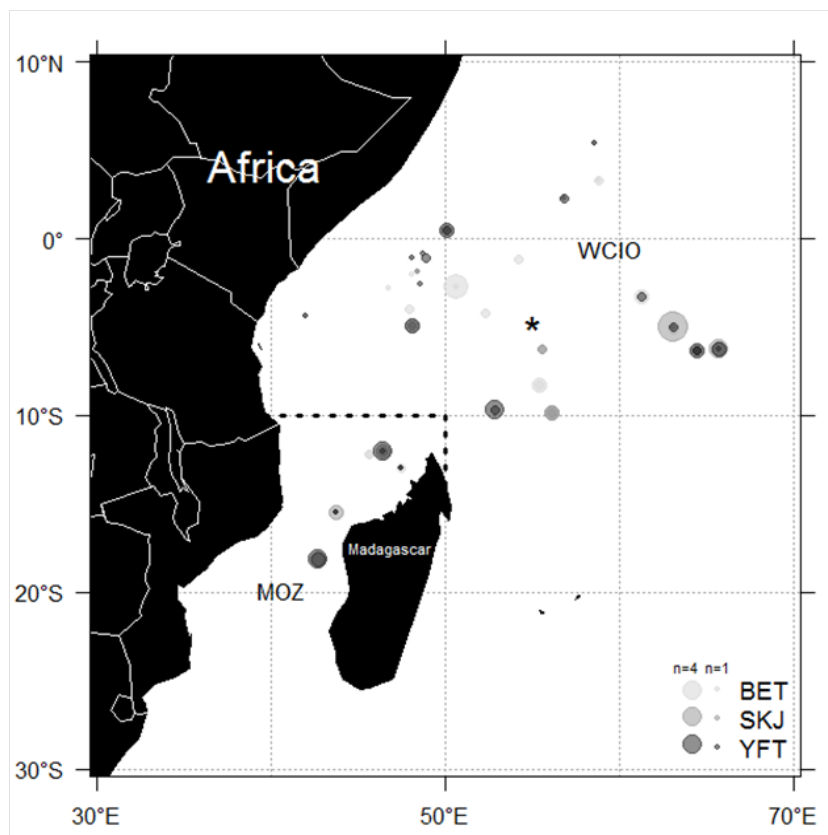 10°N
Africa
0°
WCIO
*
10°S
Madagascar
MOZ
20°S
n=4 n=1
BET
SKJ
YFT
30°S
30°E 50°E 70°E